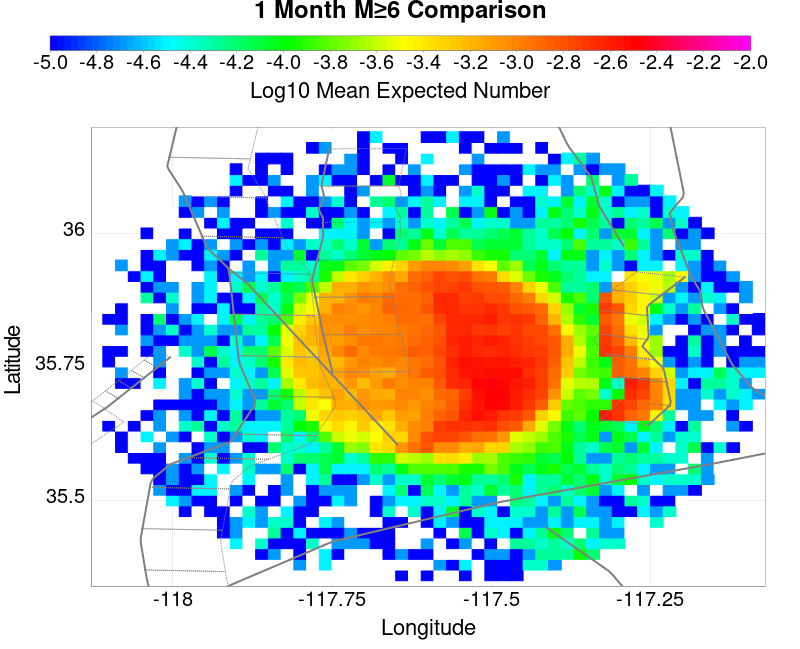 1 Month M≥6 Comparison
-5.0 -4.8 -4.6 -4.4 -4.2 -4.0 -3.8 -3.6 -3.4 -3.2 -3.0 -2.8 -2.6 -2.4 -2.2 -2.0
Log10 Mean Expected Number
36
35.75
35.5
Latitude
-118 -117.75 -117.5 -117.25
Longitude